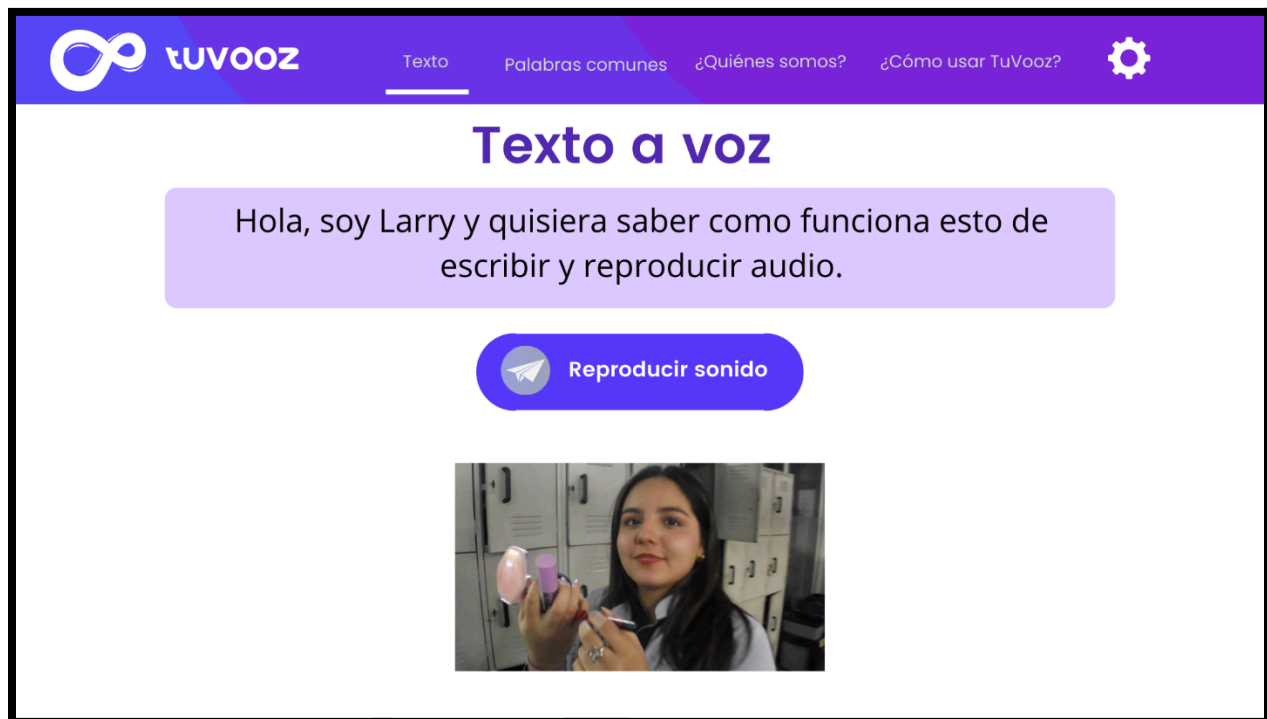 tuvooz
Texto
Palabras comunes
¿Quiénes somos?
¿Cómo usar TuVooz?
Texto a voz
Hola, soy Larry y quisiera saber como funciona esto de
escribir y reproducir audio.
Reproducir sonido